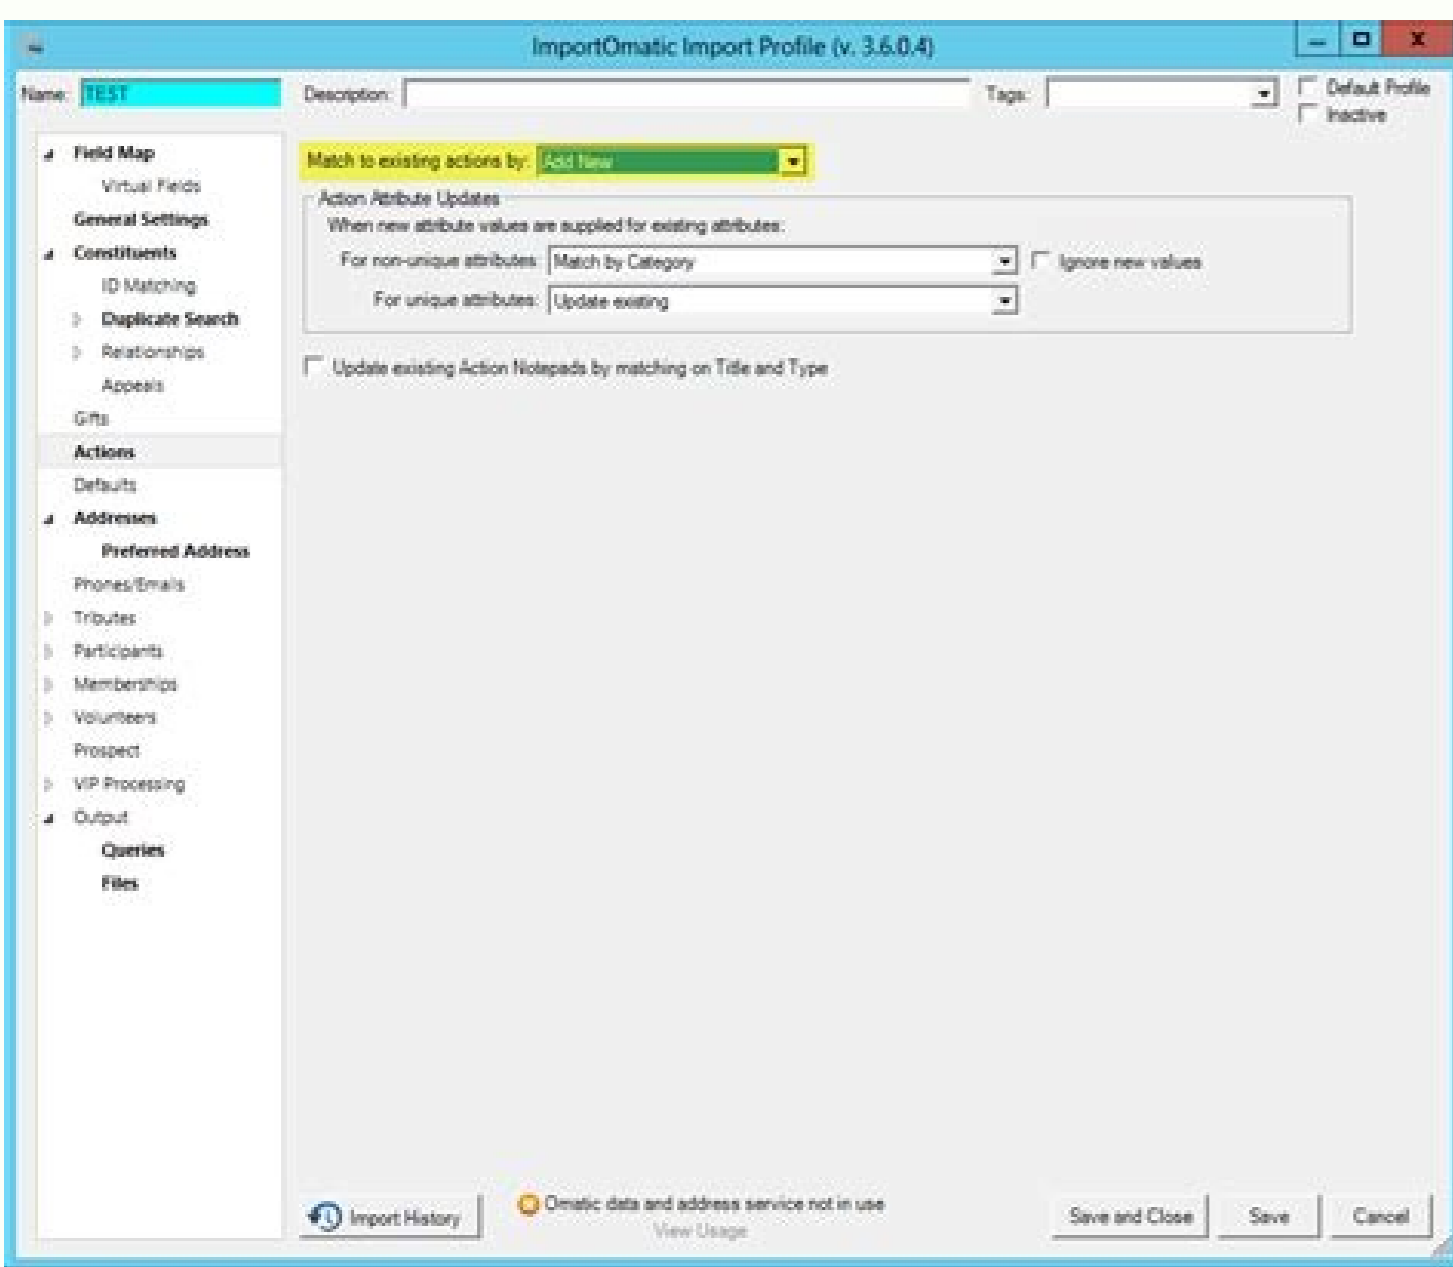 ImportOmatic Import Profile (v. 3.6.0.4)
Name: TEST
Description:
Tags:
Default Profile
Inactive
Field Map
Virtual Fields
General Settings
Constituents
ID Matching
Duplicate Search
Relationships
Appeals
Gifts
Actions
Defaults
Addresses
Preferred Address
Phones/Emails
Tributes
Participants
Memberships
Volunteers
Prospect
VIP Processing
Output
Queries
Files
Match to existing actions by: Add New
Action Attribute Updates
When new attribute values are supplied for existing attributes:
For non-unique attributes: Match by Category
Ignore new values
For unique attributes: Update existing
Update existing Action Notepads by matching on Title and Type
Import History
Omatic data and address service not in use
View Usage
Save and Close
Save
Cancel